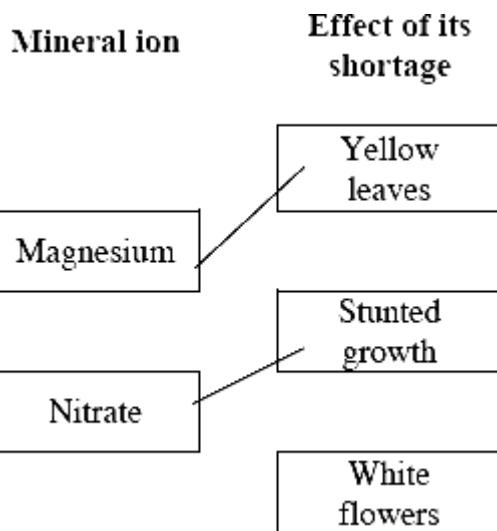 Mineral ion
Effect of its
shortage
Yellow
leaves
Magnesium
Stunted
growth
Nitrate
White
flowers